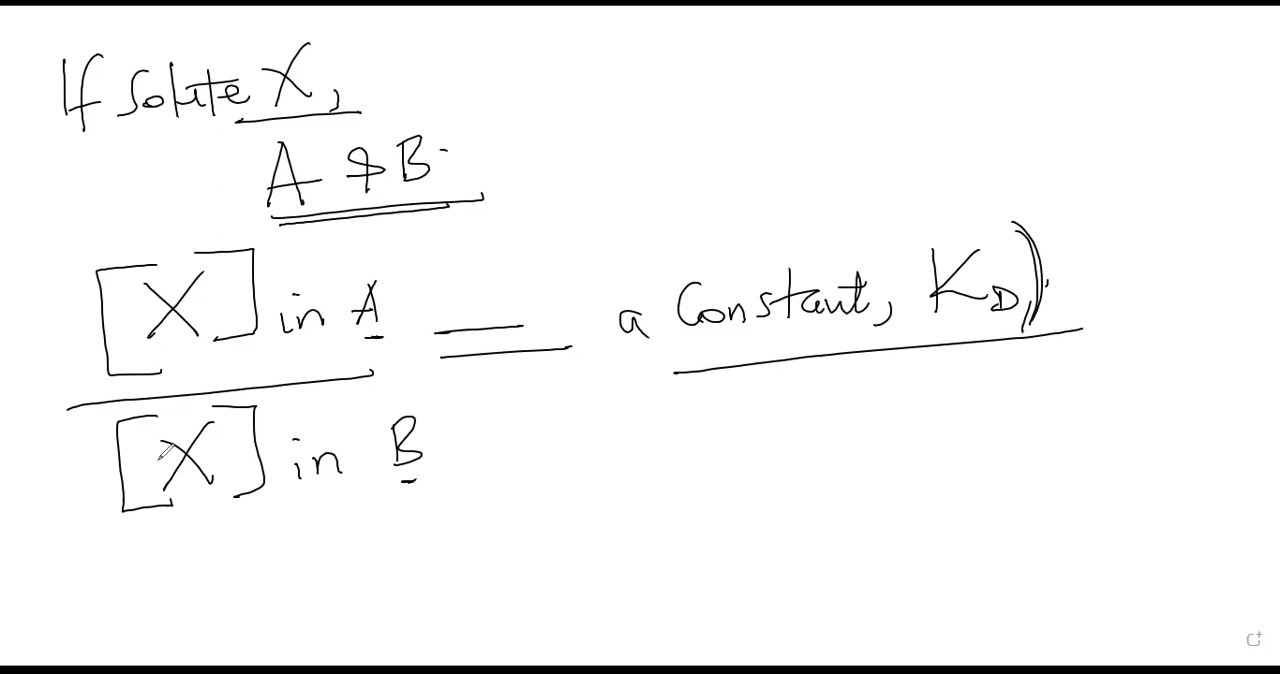 If Solute X,
A & B.
[X] in A = a Constant, KD).
[X] in B